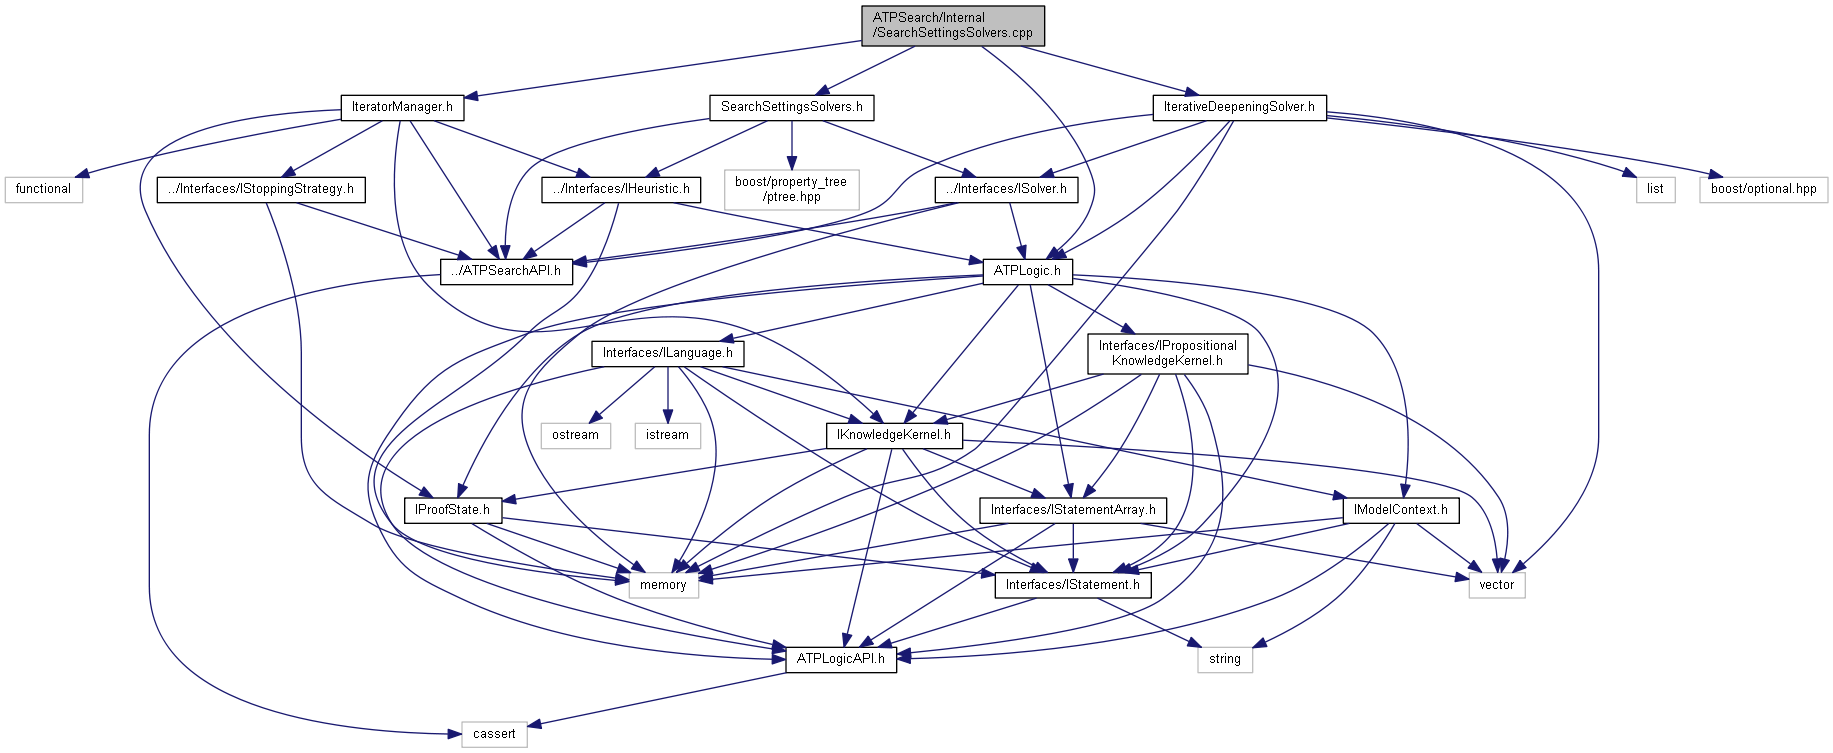 ATPSearch/Internal
/SearchSettingsSolvers.cpp
IteratorManager.h
SearchSettingsSolvers.h
IterativeDeepeningSolver.h
functional
../Interfaces/IStoppingStrategy.h
../Interfaces/IHeuristic.h
boost/property_tree
/ptree.hpp
../Interfaces/ISolver.h
list
boost/optional.hpp
../ATPSearchAPI.h
ATPLogic.h
Interfaces/ILanguage.h
Interfaces/IPropositional
KnowledgeKernel.h
ostream
istream
IKnowledgeKernel.h
IProofState.h
Interfaces/IStatementArray.h
IModelContext.h
memory
Interfaces/IStatement.h
vector
ATPLogicAPI.h
string
cassert